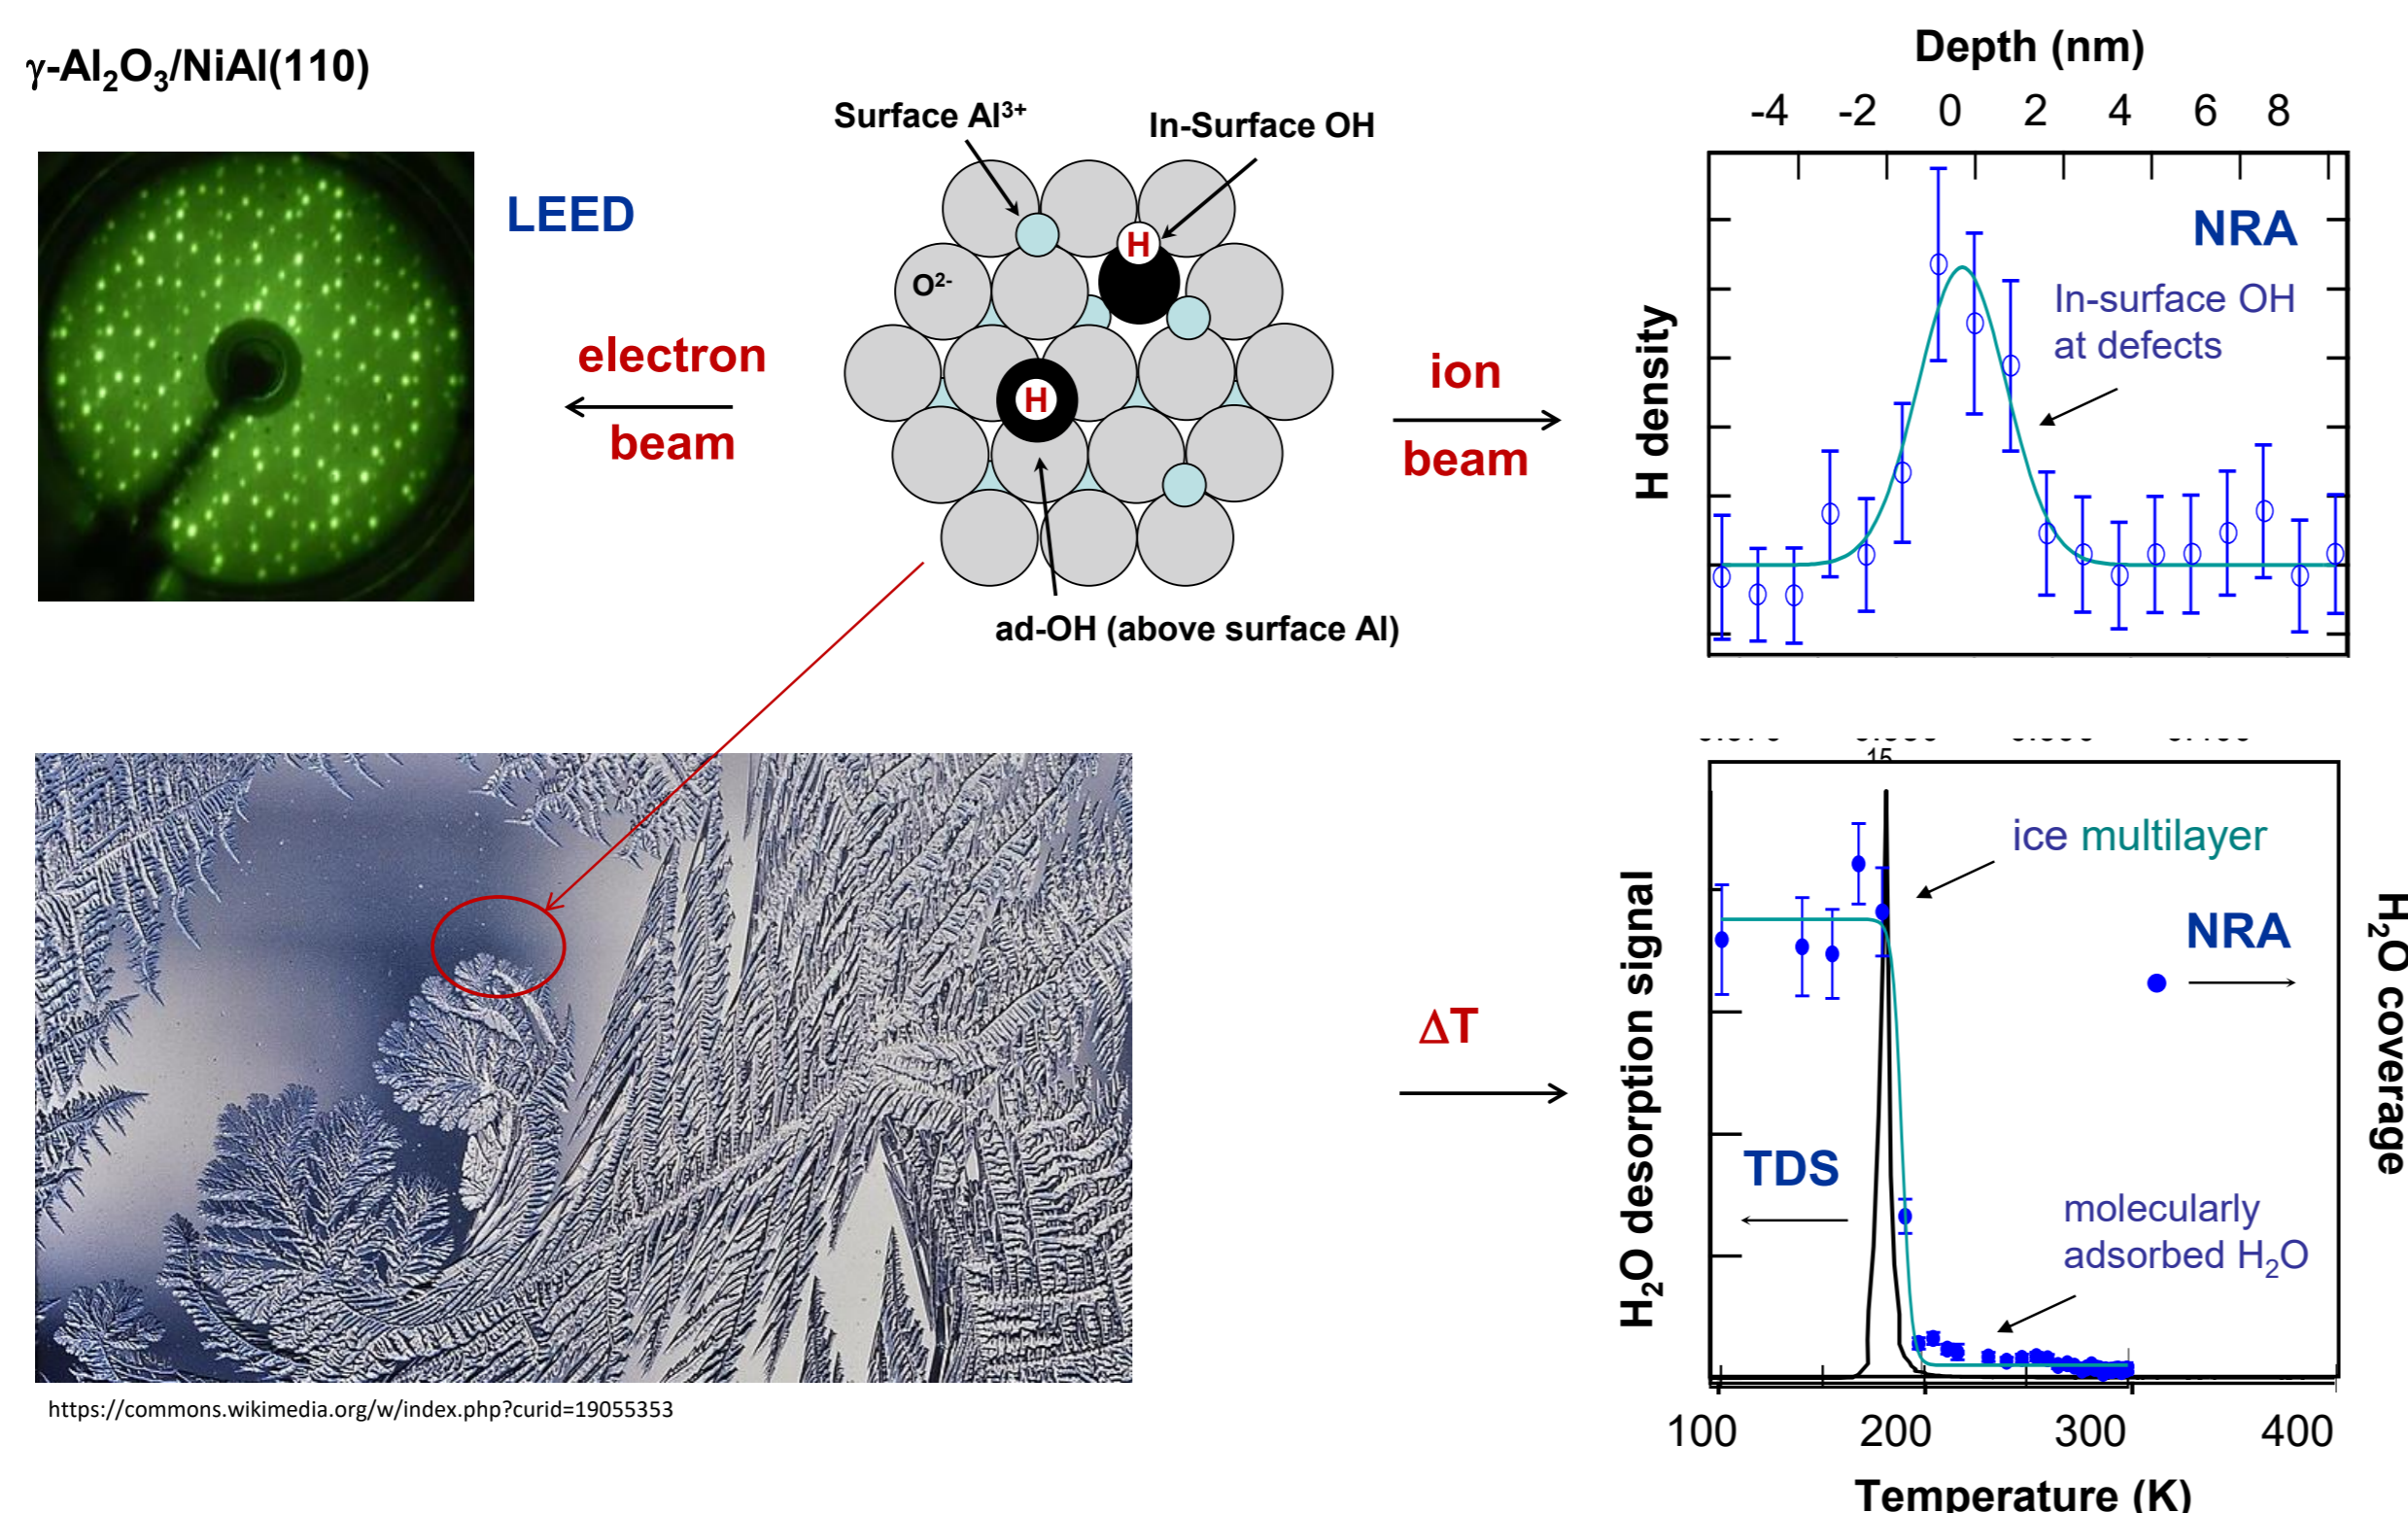 γ-Al2O3/NiAl(110)
LEED
electron
beam
Surface Al3+
In-Surface OH
H
O2-
H
ad-OH (above surface Al)
ion
beam
Depth (nm)
-4 -2 0 2 4 6 8
H density
NRA
In-surface OH
at defects
https://commons.wikimedia.org/w/index.php?curid=19055353
ΔT
15
H2O desorption signal
ice multilayer
NRA
TDS
molecularly
adsorbed H2O
H2O coverage
100 200 300 400
Temperature (K)